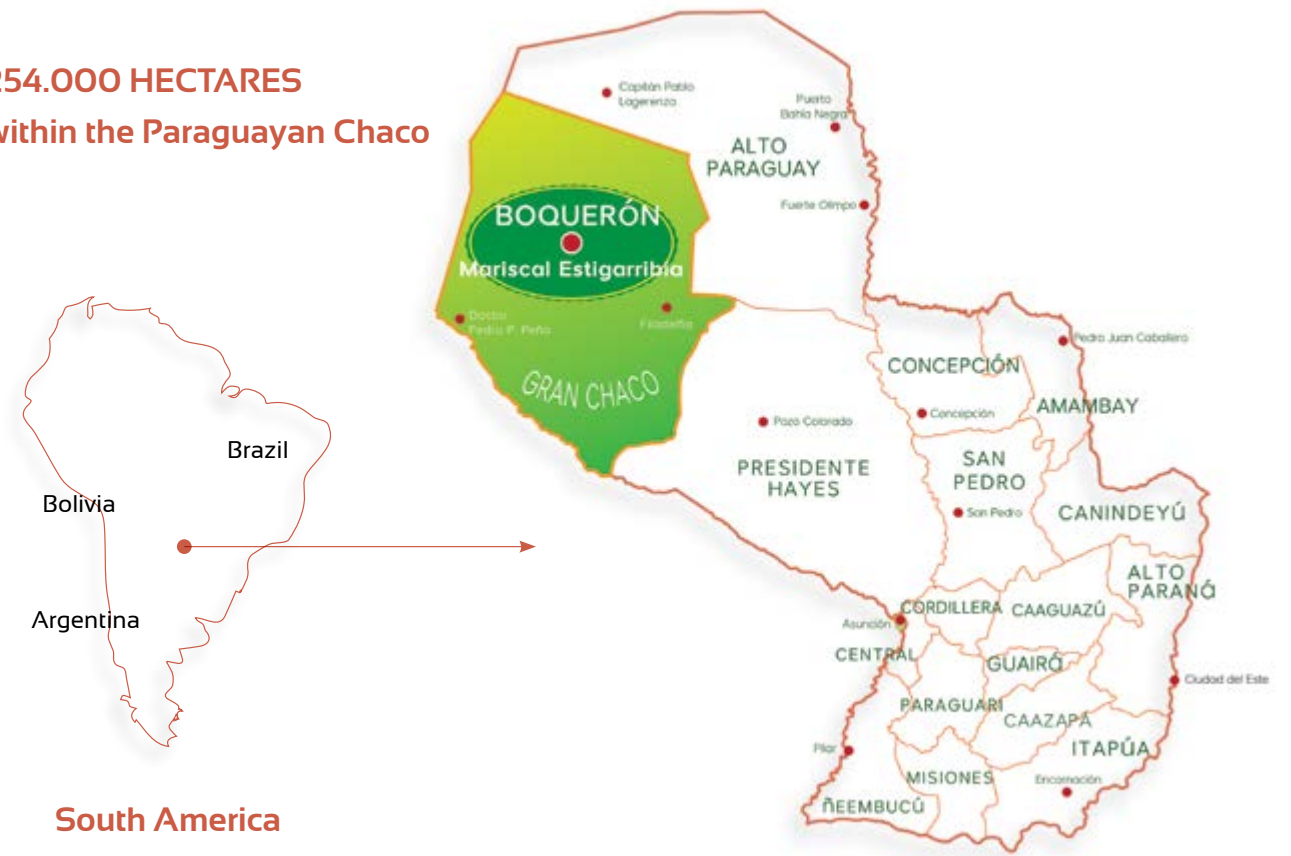 254.000 HECTARES
within the Paraguayan Chaco
Capitán Pablo
Lagerenza
Puerto
Bahía Negra
ALTO
PARAGUAY
Fuerte Olimpo
BOQUERÓN
Mariscal Estigarribia
Doctor
Pedro P. Peña
Filadelfia
GRAN CHACO
Pedro Juan Caballero
CONCEPCIÓN
AMAMBAY
Concepción
Pozo Colorado
PRESIDENTE
HAYES
SAN
PEDRO
San Pedro
CANINDEYÚ
ALTO
PARANÁ
CORDILLERA
CAAGUAZÚ
Asunción
CENTRAL
GUAIRÁ
Ciudad del Este
PARAGUARI
CAAZAPÁ
ITAPÚA
Pilar
MISIONES
Encarnación
ÑEEMBUCÚ
Brazil
Bolivia
Argentina
South America